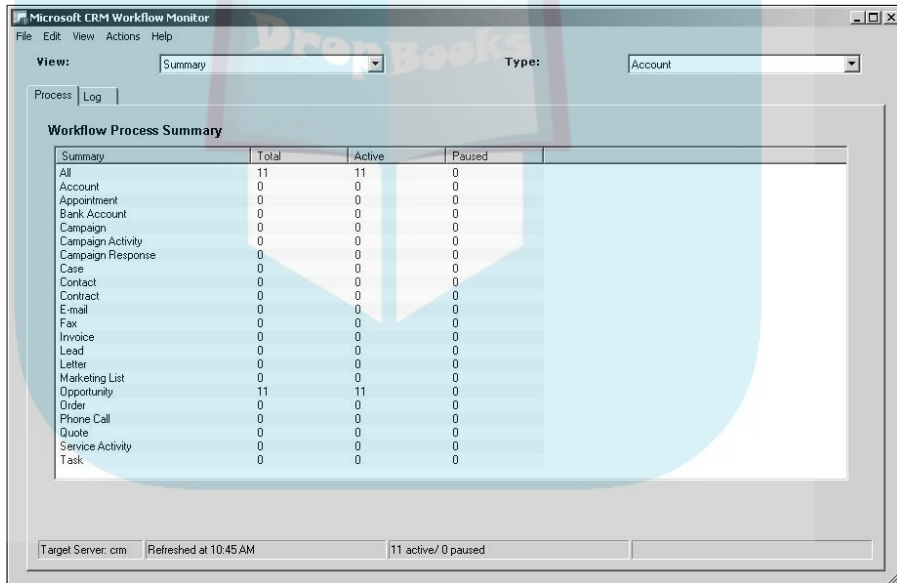 Microsoft CRM Workflow Monitor
File Edit View Actions Help
DropBooks
View: Summary Type: Account
Process Log
Workflow Process Summary
Summary Total Active Paused
All 11 11 0
Account 0 0 0
Appointment 0 0 0
Bank Account 0 0 0
Campaign 0 0 0
Campaign Activity 0 0 0
Campaign Response 0 0 0
Case 0 0 0
Contact 0 0 0
Contract 0 0 0
E-mail 0 0 0
Fax 0 0 0
Invoice 0 0 0
Lead 0 0 0
Letter 0 0 0
Marketing List 0 0 0
Opportunity 11 11 0
Order 0 0 0
Phone Call 0 0 0
Quote 0 0 0
Service Activity 0 0 0
Task 0 0 0
Target Server: crm Refreshed at 10:45 AM 11 active/ 0 paused